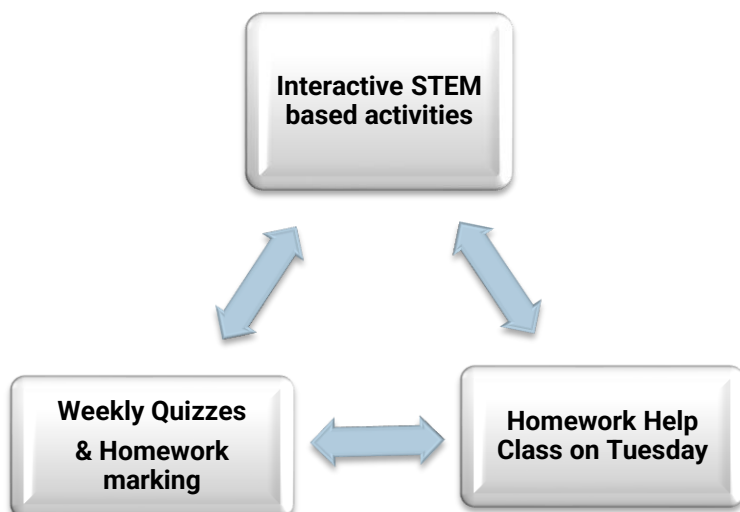 Interactive STEM
based activities
Weekly Quizzes
& Homework
marking
Homework Help
Class on Tuesday